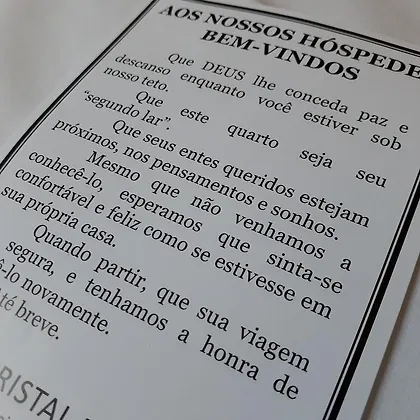 AOS NOSSOS HÓSPEDE
BEM-VINDOS
Que DEUS lhe conceda paz e
descanso enquanto você estiver sob
nosso teto.
Que este quarto seja seu
“segundo lar”.
Que seus entes queridos estejam
próximos, nos pensamentos e sonhos.
Mesmo que não venhamos a
conhecê-lo, esperamos que sinta-se
confortável e feliz como se estivesse em
sua própria casa.
Quando partir, que sua viagem
segura, e tenhamos a honra de
ê-lo novamente.
té breve.
RISTAL